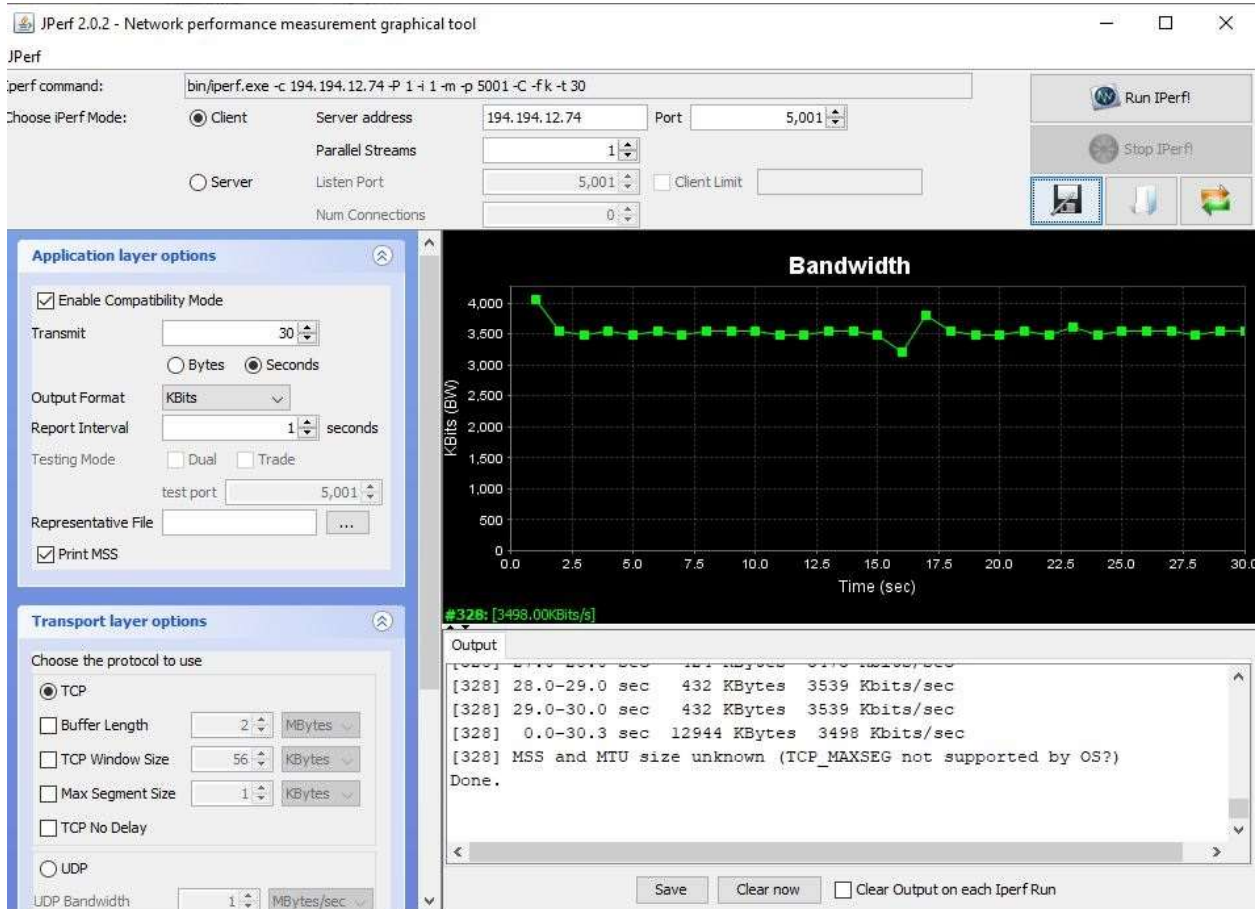 JPerf 2.0.2 - Network performance measurement graphical tool
JPerf
perf command: bin/iperf.exe -c 194.194.12.74 -P 1 -i 1 -m -p 5001 -C -f k -t 30
Run IPerf!
Choose iPerf Mode: Client Server address 194.194.12.74 Port 5,001
Parallel Streams 1
Stop IPerf!
Server Listen Port 5,001 Client Limit
Num Connections 0
Application layer options
Enable Compatibility Mode
Transmit 30
Bytes Seconds
Output Format KBits
Report Interval 1 seconds
Testing Mode Dual Trade
test port 5,001
Representative File ...
Print MSS
Transport layer options
Choose the protocol to use
TCP
Buffer Length 2 MBytes
TCP Window Size 56 KBytes
Max Segment Size 1 KBytes
TCP No Delay
UDP
UDP Bandwidth 1 MBytes/sec
Bandwidth
KBits (BW)
4,000
3,500
3,000
2,500
2,000
1,500
1,000
500
0
0.0 2.5 5.0 7.5 10.0 12.5 15.0 17.5 20.0 22.5 25.0 27.5 30.0
Time (sec)
#328: [3498.00KBits/s]
Output
[328] 28.0-29.0 sec 432 KBytes 3539 Kbits/sec
[328] 29.0-30.0 sec 432 KBytes 3539 Kbits/sec
[328] 0.0-30.3 sec 12944 KBytes 3498 Kbits/sec
[328] MSS and MTU size unknown (TCP_MAXSEG not supported by OS?)
Done.
Save Clear now Clear Output on each Iperf Run